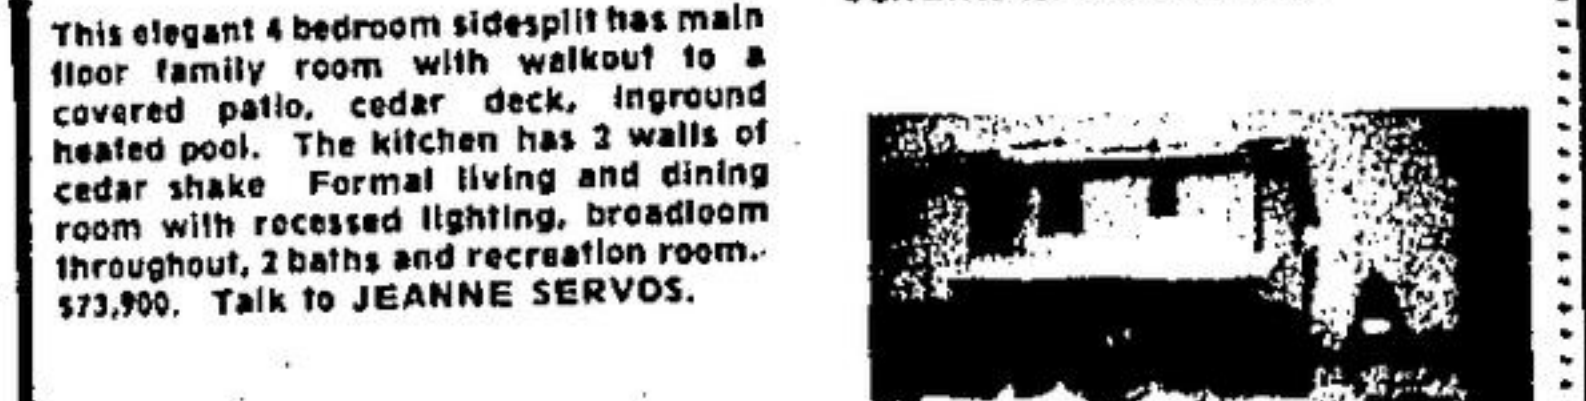 This elegant 4 bedroom sidesplit has main
floor family room with walkout to a
covered patio, cedar deck, inground
heated pool. The kitchen has 2 walls of
cedar shake Formal living and dining
room with recessed lighting, broadloom
throughout, 2 baths and recreation room.
$73,900. Talk to JEANNE SERVOS.